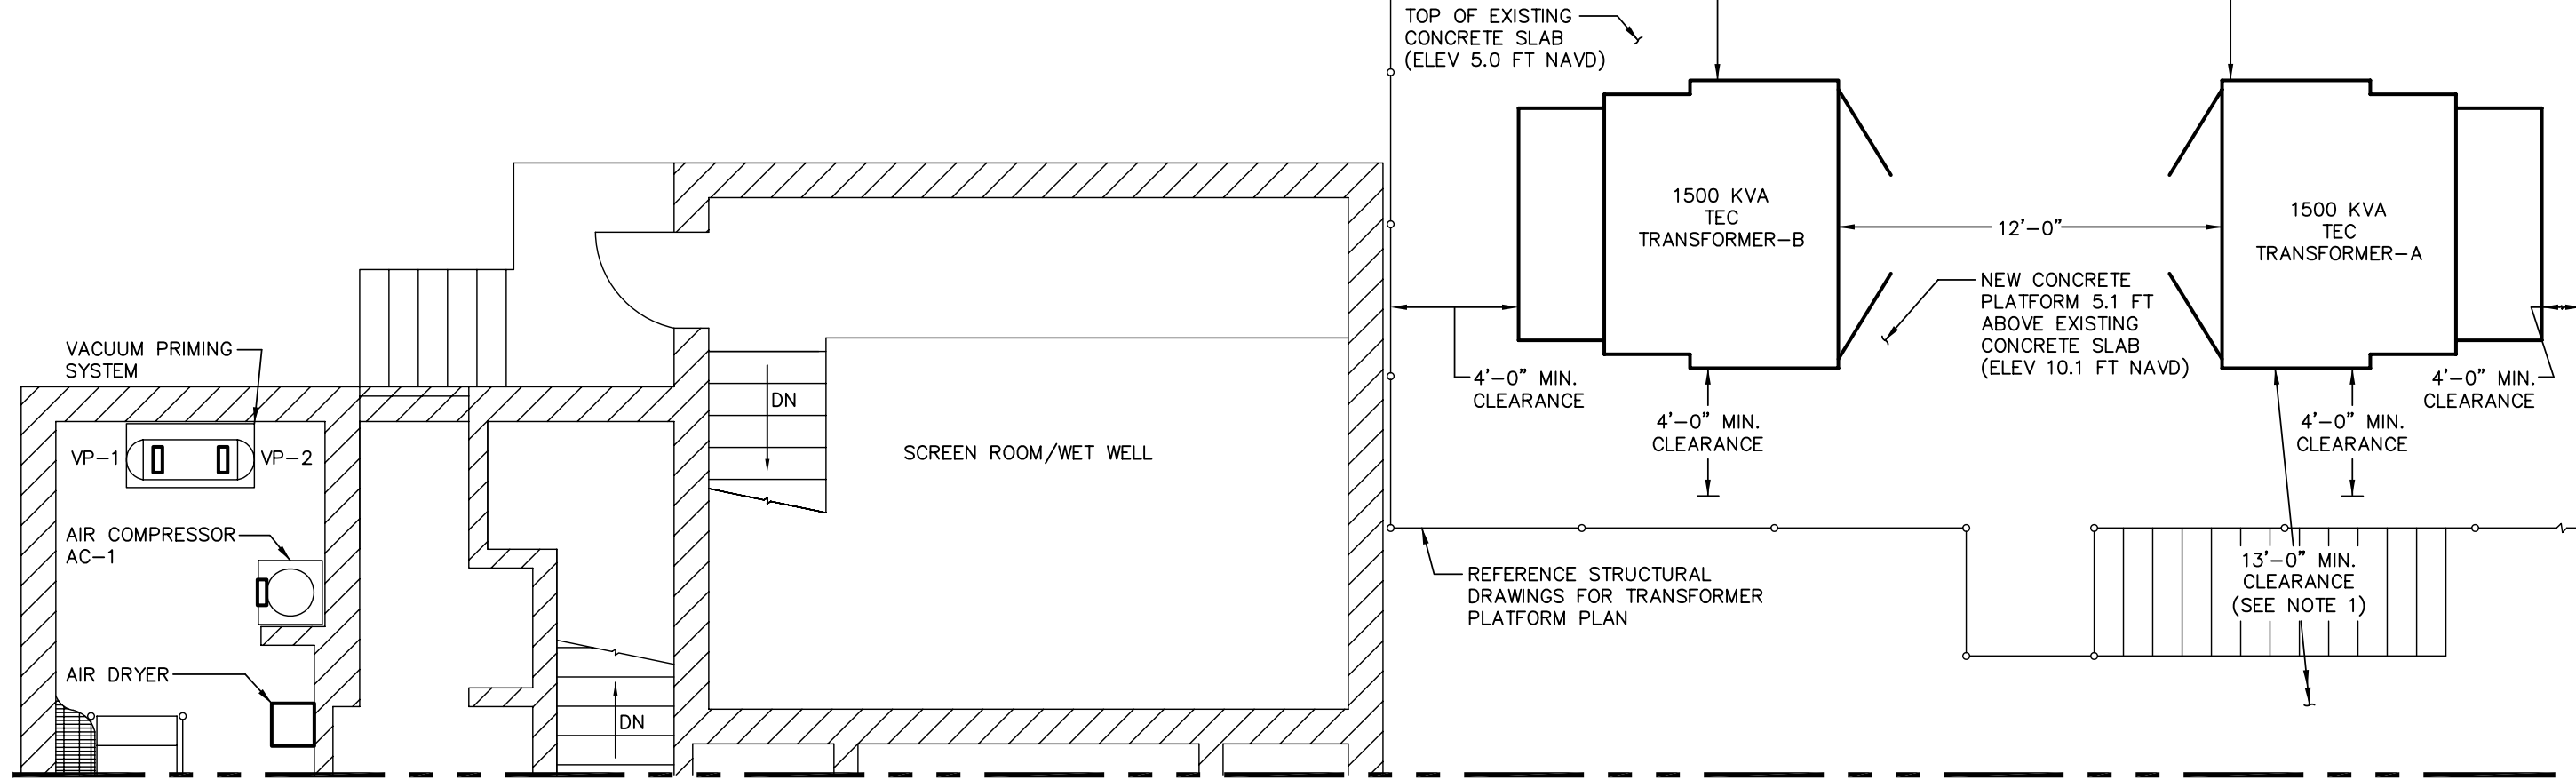 TOP OF EXISTING
CONCRETE SLAB
(ELEV 5.0 FT NAVD)
1500 KVA
TEC
TRANSFORMER-B
12'-0"
1500 KVA
TEC
TRANSFORMER-A
NEW CONCRETE
PLATFORM 5.1 FT
ABOVE EXISTING
CONCRETE SLAB
(ELEV 10.1 FT NAVD)
4'-0" MIN.
CLEARANCE
4'-0" MIN.
CLEARANCE
4'-0" MIN.
CLEARANCE
4'-0" MIN.
CLEARANCE
VACUUM PRIMING
SYSTEM
VP-1
VP-2
DN
SCREEN ROOM/WET WELL
AIR COMPRESSOR
AC-1
REFERENCE STRUCTURAL
DRAWINGS FOR TRANSFORMER
PLATFORM PLAN
13'-0" MIN.
CLEARANCE
(SEE NOTE 1)
AIR DRYER
DN